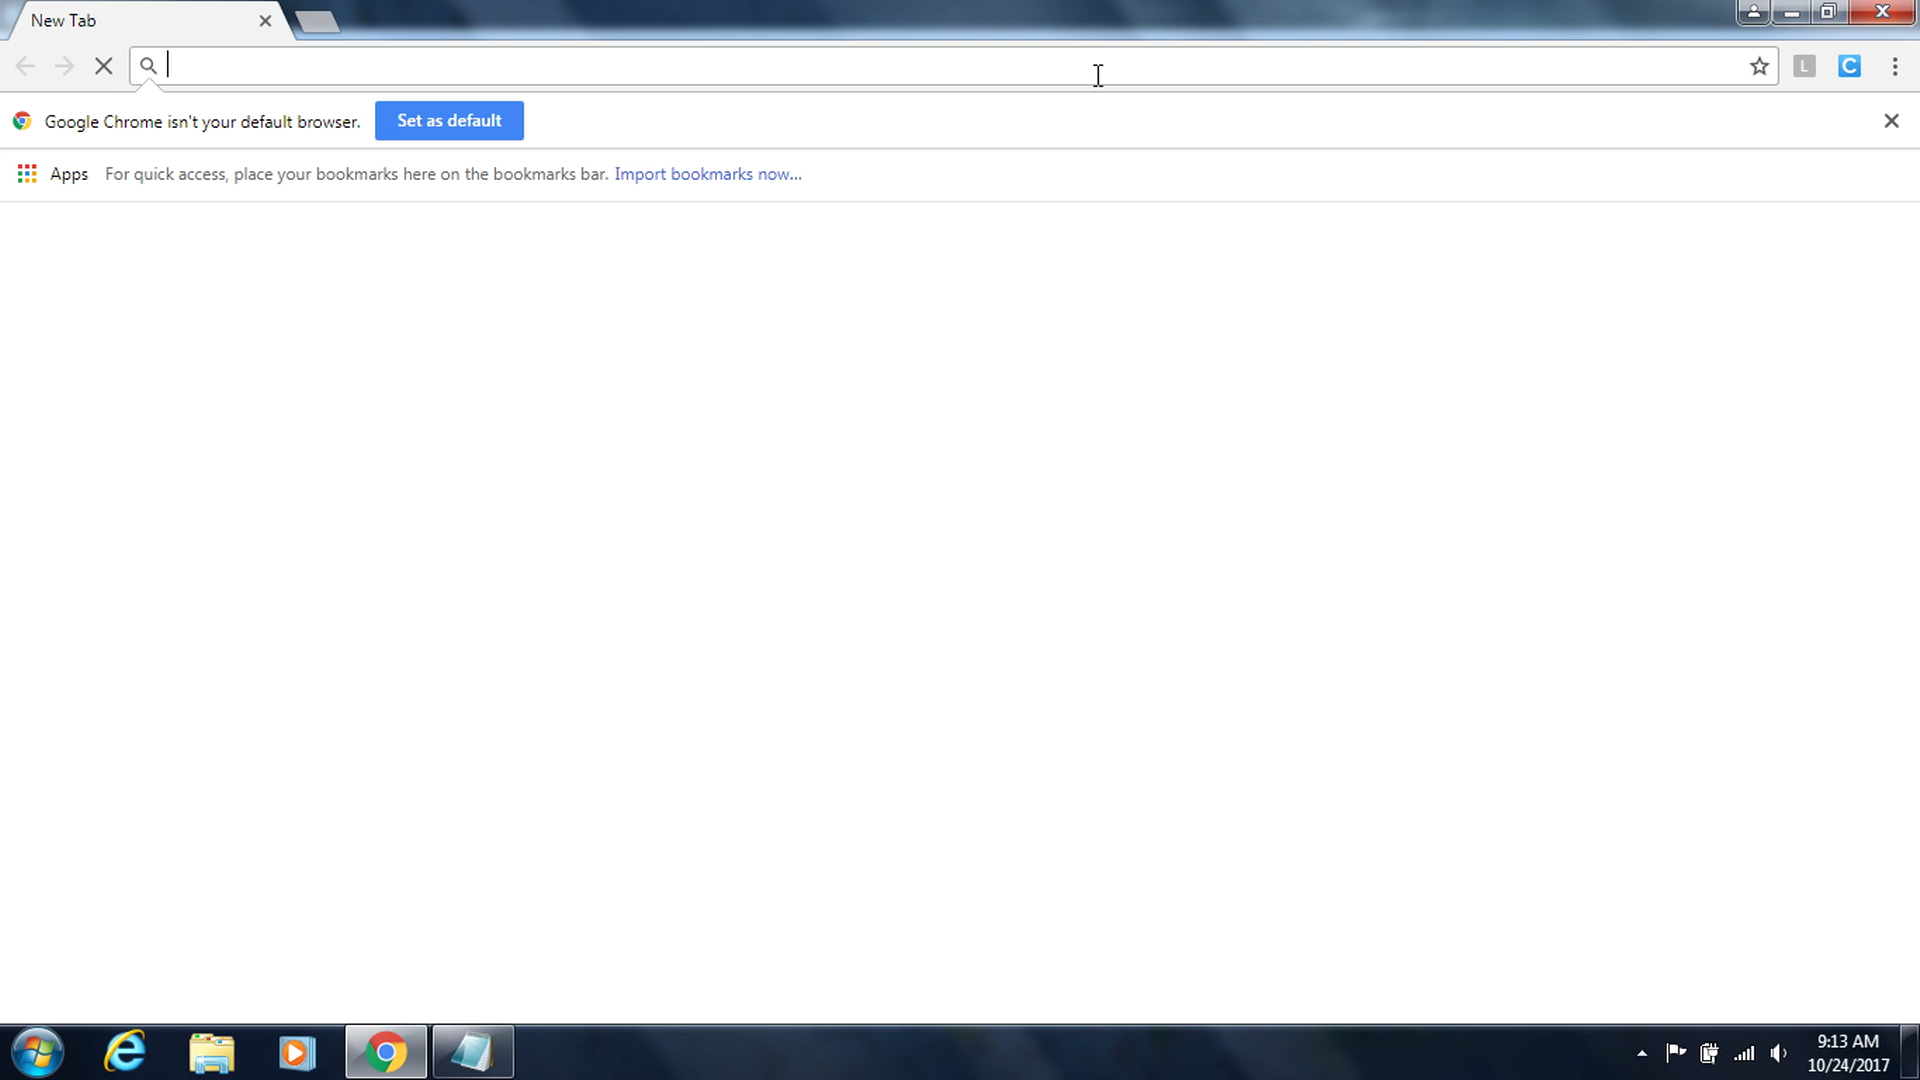 New Tab
L
C
Google Chrome isn't your default browser. Set as default
Apps For quick access, place your bookmarks here on the bookmarks bar. Import bookmarks now...
9:13 AM
10/24/2017